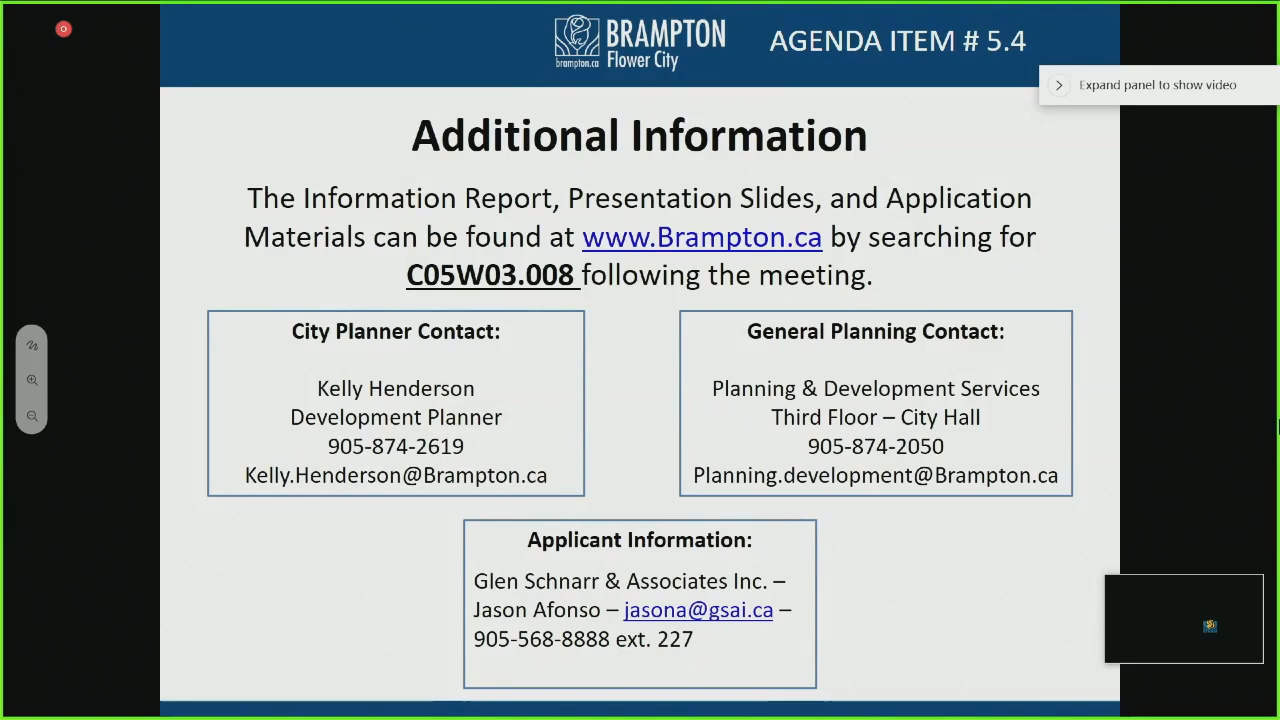 BRAMPTON
brampton.ca
Flower City
AGENDA ITEM # 5.4
Expand panel to show video
Additional Information
The Information Report, Presentation Slides, and Application
Materials can be found at www.Brampton.ca by searching for
C05W03.008 following the meeting.
City Planner Contact:
Kelly Henderson
Development Planner
905-874-2619
Kelly.Henderson@Brampton.ca
General Planning Contact:
Planning & Development Services
Third Floor – City Hall
905-874-2050
Planning.development@Brampton.ca
Applicant Information:
Glen Schnarr & Associates Inc. –
Jason Afonso – jasona@gsai.ca –
905-568-8888 ext. 227